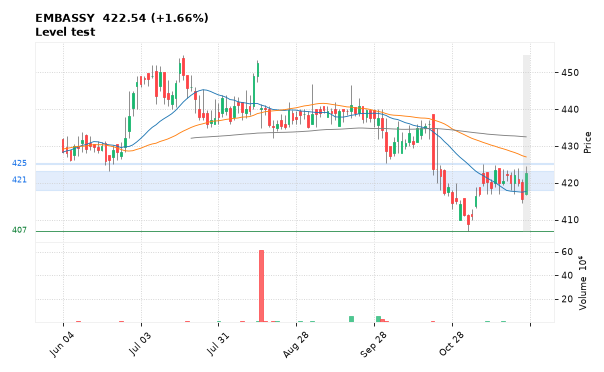 EMBASSY 422.54 (+1.66%)
Level test
450
440
430
420
410
425
421
407
Price
60
40
20
Volume 10⁶
Jun 04
Jul 03
Jul 31
Aug 28
Sep 28
Oct 28